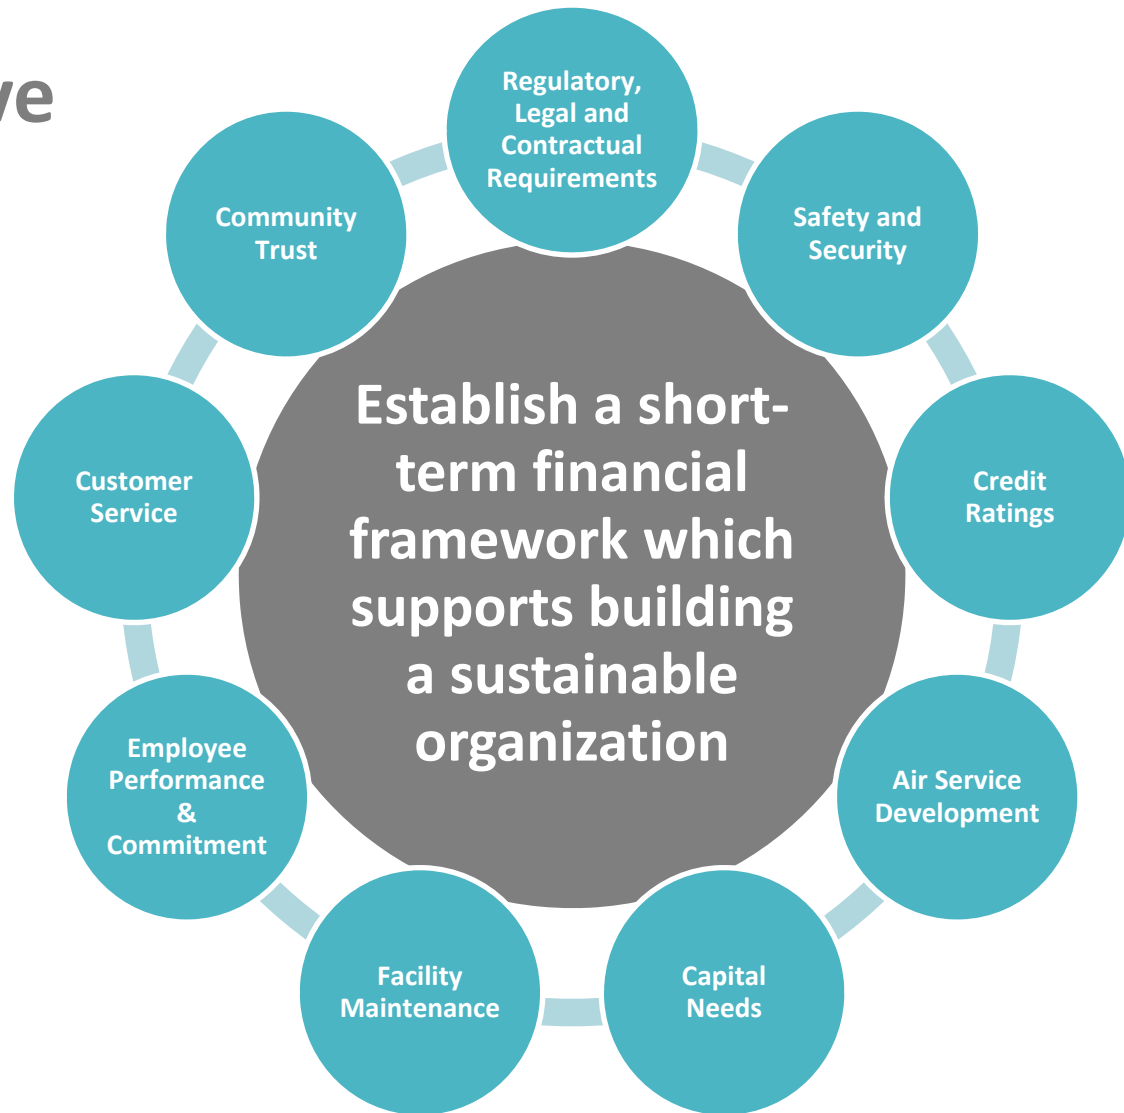 Regulatory,
Legal and
Contractual
Requirements
Safety and
Security
Credit
Ratings
Air Service
Development
Capital
Needs
Facility
Maintenance
Employee
Performance
&
Commitment
Customer
Service
Community
Trust
Establish a short-
term financial
framework which
supports building
a sustainable
organization